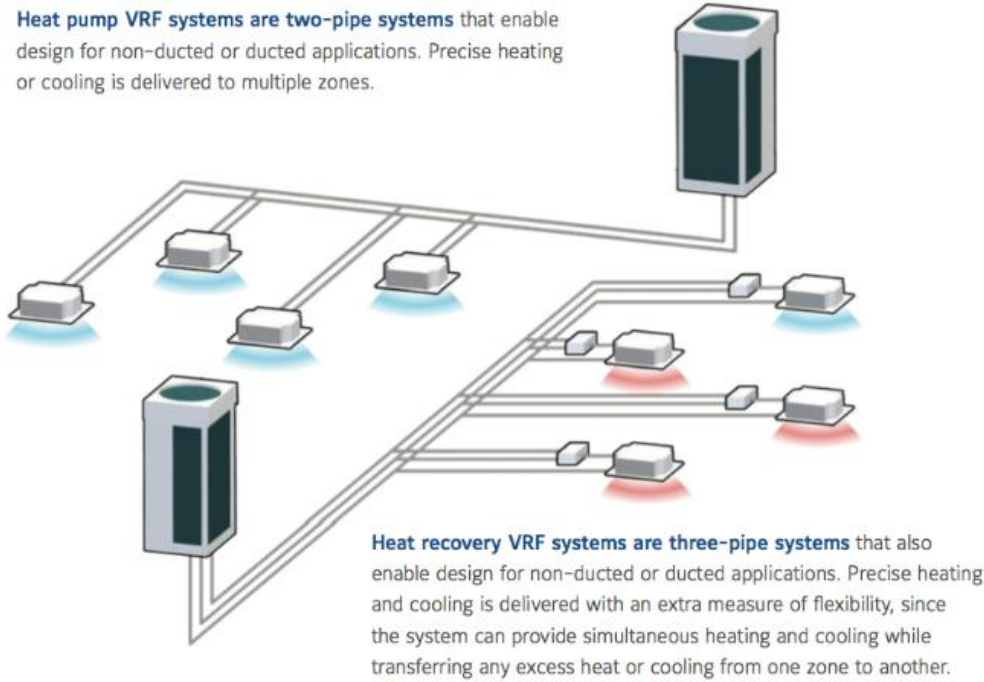 Heat pump VRF systems are two-pipe systems that enable
design for non-ducted or ducted applications. Precise heating
or cooling is delivered to multiple zones.
Heat recovery VRF systems are three-pipe systems that also
enable design for non-ducted or ducted applications. Precise heating
and cooling is delivered with an extra measure of flexibility, since
the system can provide simultaneous heating and cooling while
transferring any excess heat or cooling from one zone to another.